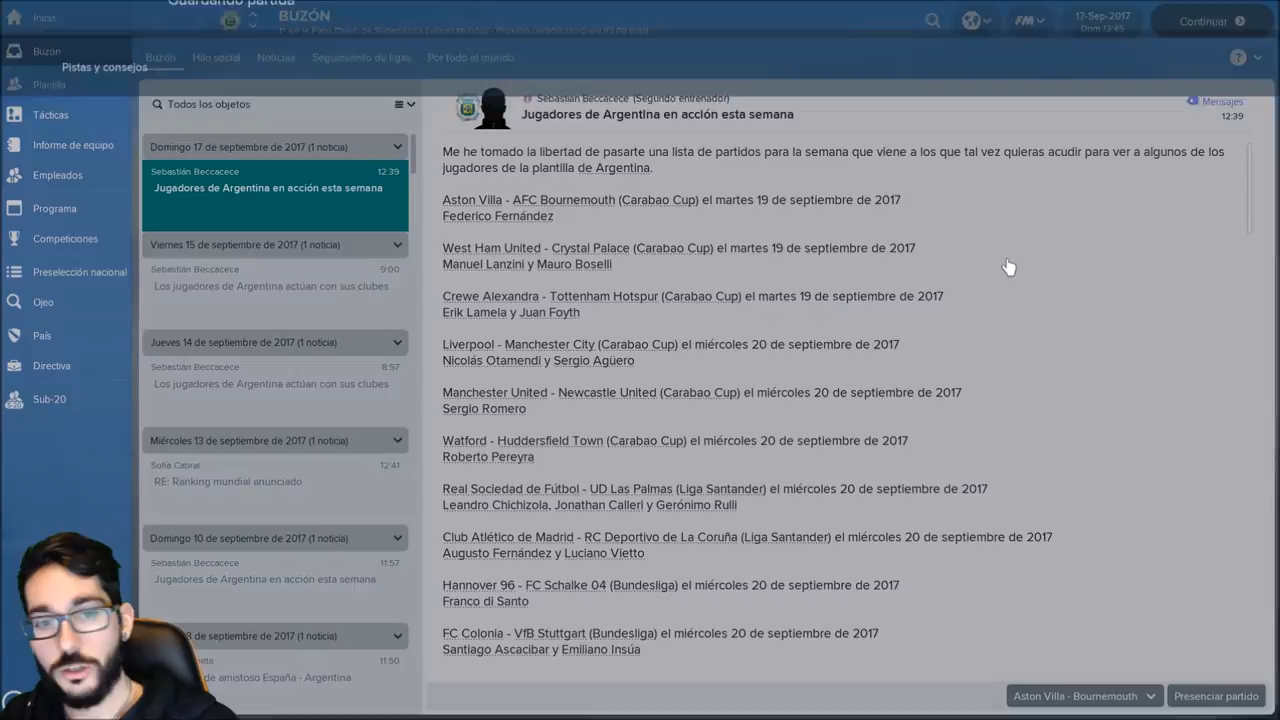 Guardando partida
Inicio
BUZÓN
17-Sep-2017
Dom 12:45
Continuar
FM
Buzón
Pistas y consejos
Buzón
Hilo social
Noticias
Seguimiento de ligas
Por todo el mundo
Plantilla
Tácticas
Informe de equipo
Empleados
Programa
Competiciones
Preselección nacional
Ojeo
País
Directiva
Sub-20
Todos los objetos
Domingo 17 de septiembre de 2017 (1 noticia)
Sebastián Beccacece 12:39
Jugadores de Argentina en acción esta semana
Viernes 15 de septiembre de 2017 (1 noticia)
Sebastián Beccacece 9:00
Los jugadores de Argentina actúan con sus clubes
Jueves 14 de septiembre de 2017 (1 noticia)
Sebastián Beccacece 8:57
Los jugadores de Argentina actúan con sus clubes
Miércoles 13 de septiembre de 2017 (1 noticia)
Sofía Cabral 12:41
RE: Ranking mundial anunciado
Domingo 10 de septiembre de 2017 (1 noticia)
Sebastián Beccacece 11:57
Jugadores de Argentina en acción esta semana
8 de septiembre de 2017 (1 noticia)
11:50
de amistoso España - Argentina
Sebastián Beccacece (Segundo entrenador)
Jugadores de Argentina en acción esta semana
Mensajes
12:39
Me he tomado la libertad de pasarte una lista de partidos para la semana que viene a los que tal vez quieras acudir para ver a algunos de los
jugadores de la plantilla de Argentina.
Aston Villa - AFC Bournemouth (Carabao Cup) el martes 19 de septiembre de 2017
Federico Fernández
West Ham United - Crystal Palace (Carabao Cup) el martes 19 de septiembre de 2017
Manuel Lanzini y Mauro Boselli
Crewe Alexandra - Tottenham Hotspur (Carabao Cup) el martes 19 de septiembre de 2017
Erik Lamela y Juan Foyth
Liverpool - Manchester City (Carabao Cup) el miércoles 20 de septiembre de 2017
Nicolás Otamendi y Sergio Agüero
Manchester United - Newcastle United (Carabao Cup) el miércoles 20 de septiembre de 2017
Sergio Romero
Watford - Huddersfield Town (Carabao Cup) el miércoles 20 de septiembre de 2017
Roberto Pereyra
Real Sociedad de Fútbol - UD Las Palmas (Liga Santander) el miércoles 20 de septiembre de 2017
Leandro Chichizola, Jonathan Calleri y Gerónimo Rulli
Club Atlético de Madrid - RC Deportivo de La Coruña (Liga Santander) el miércoles 20 de septiembre de 2017
Augusto Fernández y Luciano Vietto
Hannover 96 - FC Schalke 04 (Bundesliga) el miércoles 20 de septiembre de 2017
Franco di Santo
FC Colonia - VfB Stuttgart (Bundesliga) el miércoles 20 de septiembre de 2017
Santiago Ascacibar y Emiliano Insúa
Aston Villa - Bournemouth
Presenciar partido